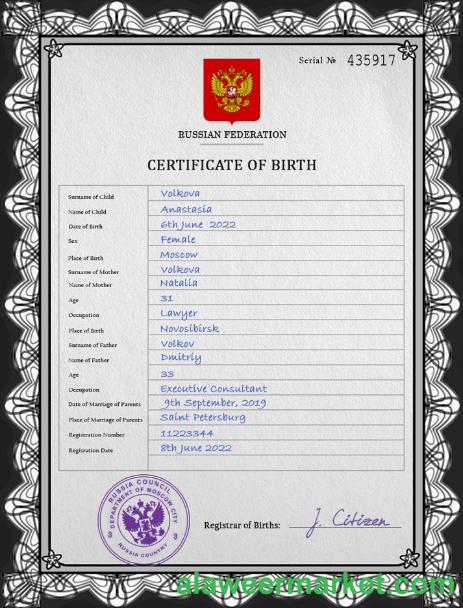 Serial № 435917
RUSSIAN FEDERATION
CERTIFICATE OF BIRTH
Surname of Child Volkova
Name of Child Anastasia
Date of Birth 6th June 2022
Sex Female
Place of Birth Moscow
Surname of Mother Volkova
Name of Mother Natalia
Age 31
Occupation Lawyer
Place of Birth Novosibirsk
Surname of Father Volkov
Name of Father Dmitriy
Age 33
Occupation Executive Consultant
Date of Marriage of Parents 9th September, 2019
Place of Marriage of Parents Saint Petersburg
Registration Number 11223344
Registration Date 8th June 2022
RUSSIA COUNCIL
DEPARTMENT OF MOSCOW CITY
RUSSIA COUNTRY
Registrar of Births: J. Citizen
alaweermarket.com